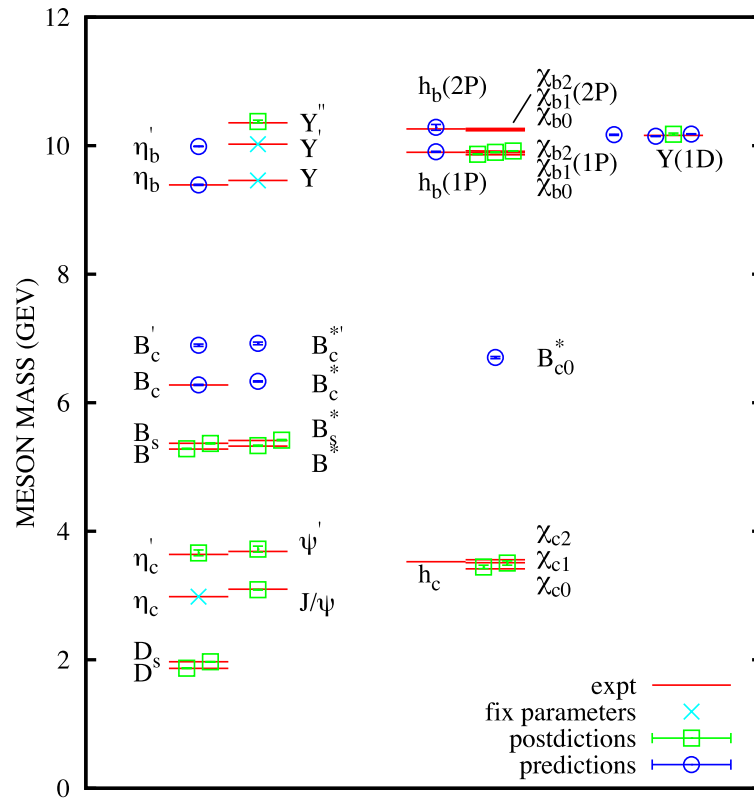 MESON MASS (GEV)
12
10
8
6
4
2
0
η_b'
η_b
Υ''
Υ'
Υ
h_b(2P)
χ_b2
χ_b1(2P)
χ_b0
h_b(1P)
χ_b2
χ_b1(1P)
χ_b0
Υ(1D)
B_c'
B_c
B_c*'
B_c*
B_c0*
B_s
B
B_s*
B*
η_c'
η_c
ψ'
J/ψ
h_c
χ_c2
χ_c1
χ_c0
D_s
D
expt
fix parameters
postdictions
predictions